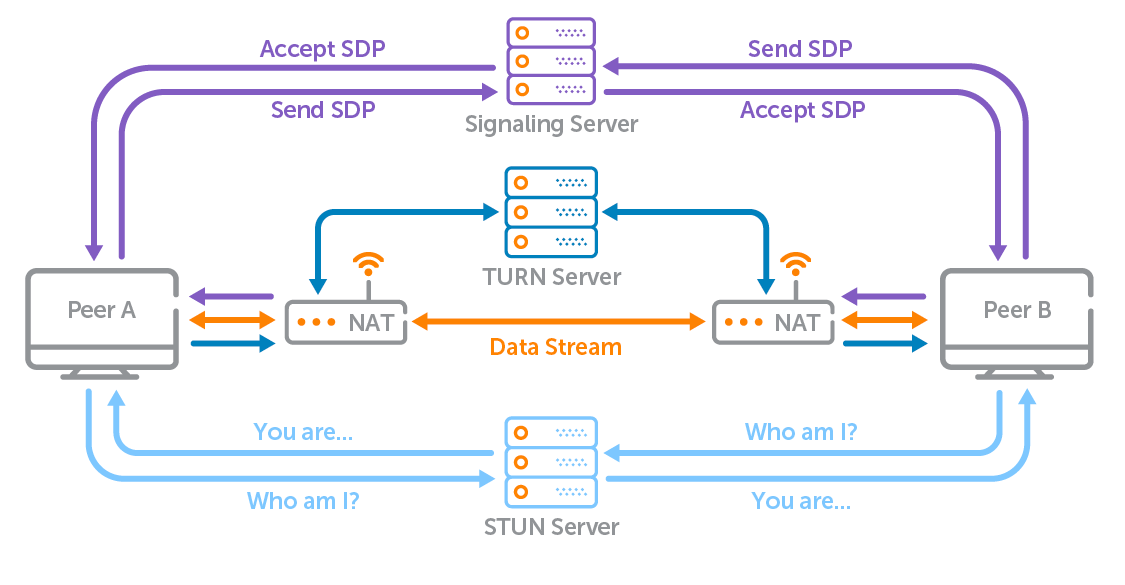 Accept SDP
Send SDP
Send SDP
Accept SDP
Signaling Server
TURN Server
Peer A
NAT
Data Stream
NAT
Peer B
You are...
Who am I?
Who am I?
You are...
STUN Server